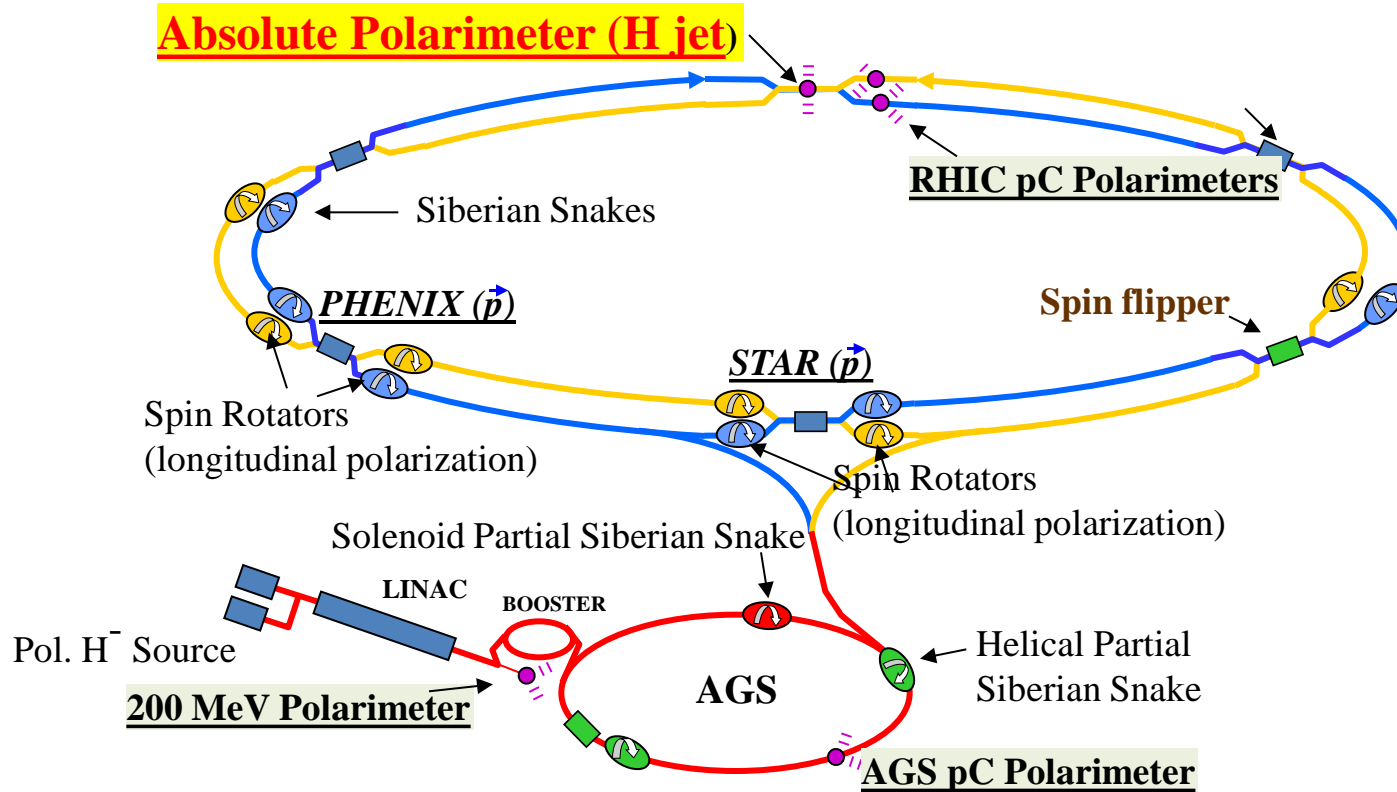 Absolute Polarimeter (H jet)
RHIC pC Polarimeters
Siberian Snakes
PHENIX (p)
Spin flipper
STAR (p)
Spin Rotators
(longitudinal polarization)
Spin Rotators
(longitudinal polarization)
Solenoid Partial Siberian Snake
LINAC
BOOSTER
Pol. H⁻ Source
Helical Partial
Siberian Snake
AGS
200 MeV Polarimeter
AGS pC Polarimeter